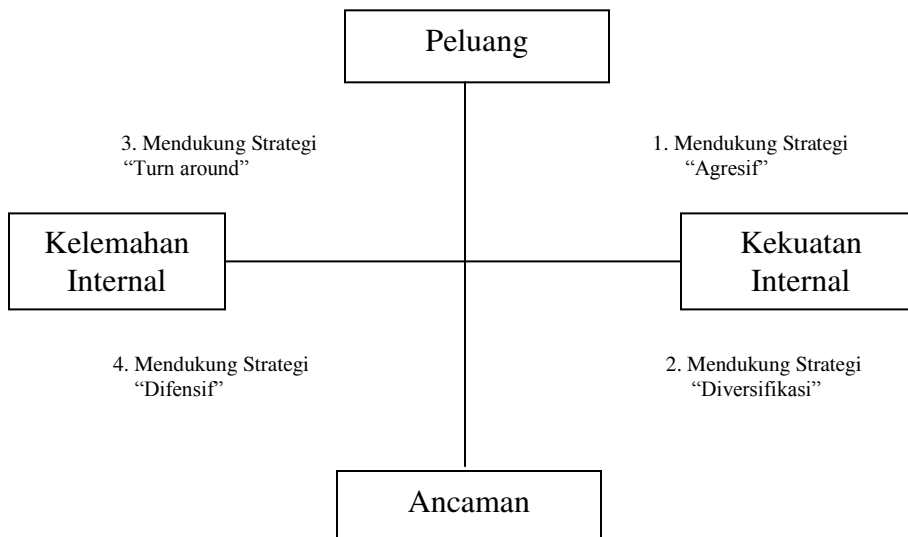 Peluang
3. Mendukung Strategi
“Turn around”
1. Mendukung Strategi
“Agresif”
Kelemahan
Internal
Kekuatan
Internal
4. Mendukung Strategi
“Difensif”
2. Mendukung Strategi
“Diversifikasi”
Ancaman